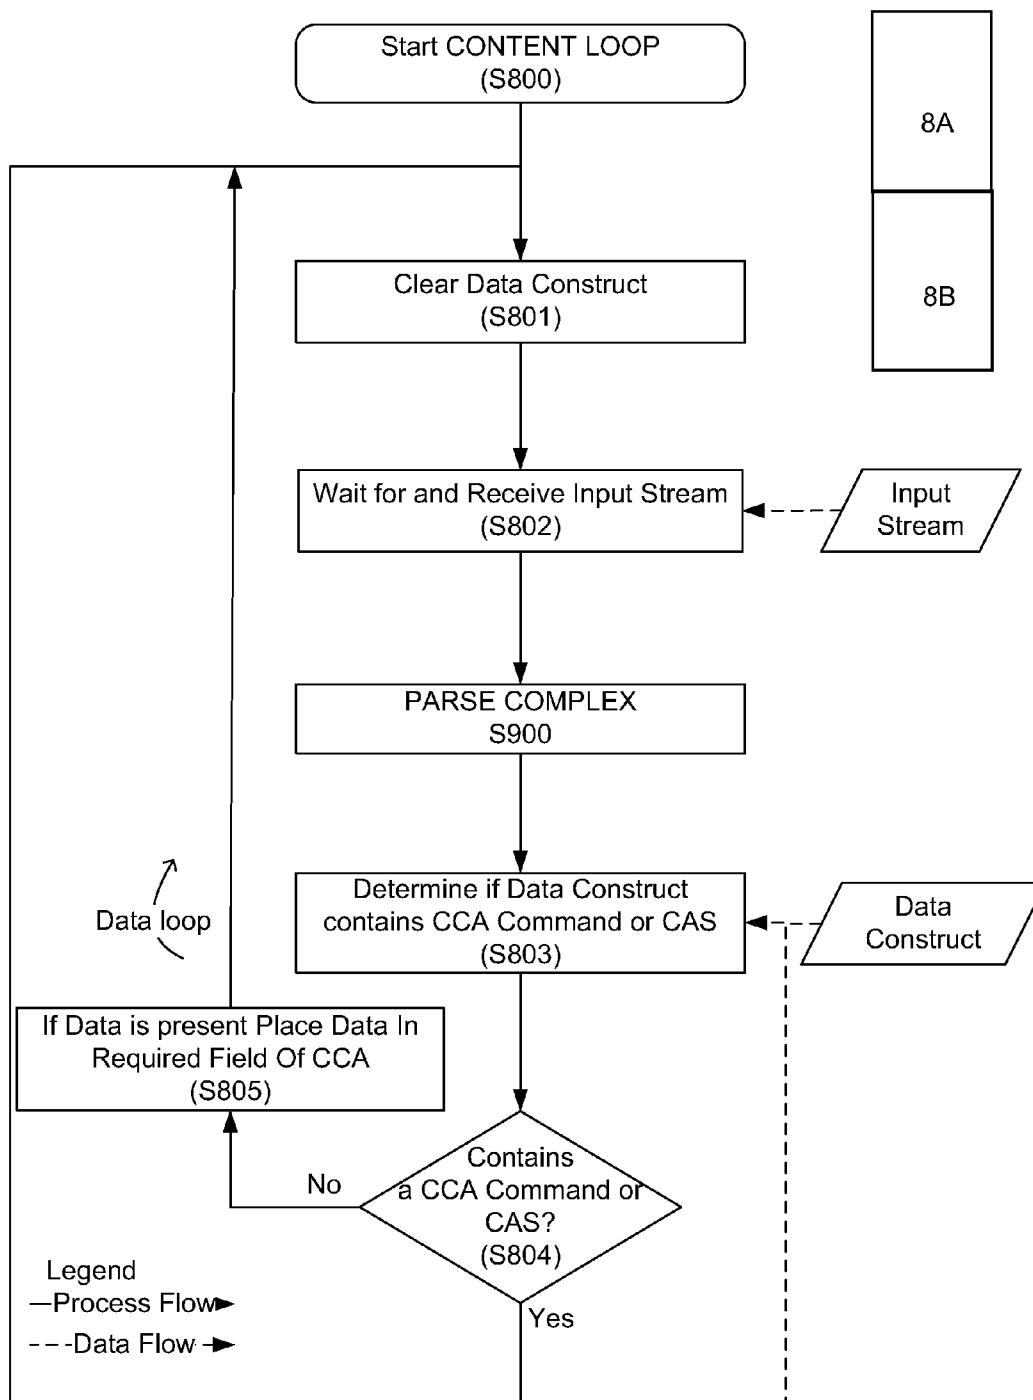 Start CONTENT LOOP
(S800)
8A
Clear Data Construct
(S801)
8B
Wait for and Receive Input Stream
(S802)
Input
Stream
PARSE COMPLEX
S900
Determine if Data Construct
contains CCA Command or CAS
(S803)
Data
Construct
Data loop
If Data is present Place Data In
Required Field Of CCA
(S805)
Contains
a CCA Command or
CAS?
(S804)
No
Yes
Legend
Process Flow
Data Flow